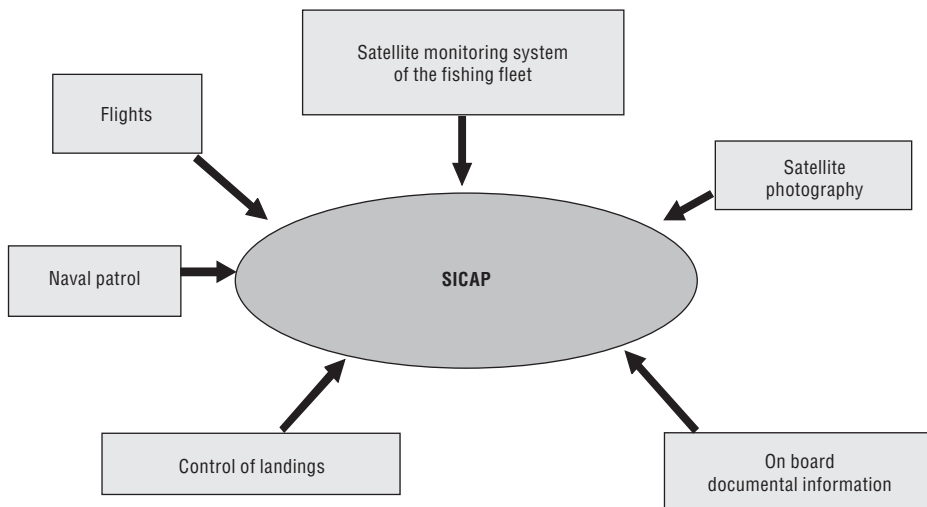 Satellite monitoring system
of the fishing fleet
Flights
Satellite
photography
Naval patrol
SICAP
Control of landings
On board
documental information